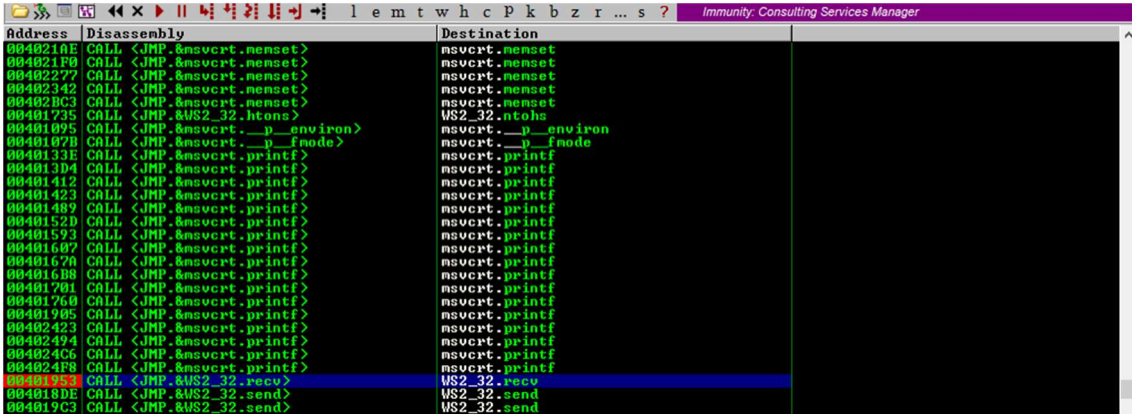 l e m t w h c P k b z r ... s ? Immunity: Consulting Services Manager
Address Disassembly Destination
004021AE CALL <JMP.&msvcrt.memset> msvcrt.memset
004021F0 CALL <JMP.&msvcrt.memset> msvcrt.memset
00402277 CALL <JMP.&msvcrt.memset> msvcrt.memset
00402342 CALL <JMP.&msvcrt.memset> msvcrt.memset
00402BC3 CALL <JMP.&msvcrt.memset> msvcrt.memset
00401735 CALL <JMP.&WS2_32.htons> WS2_32.ntohs
00401095 CALL <JMP.&msvcrt.__p__environ> msvcrt.__p__environ
0040107B CALL <JMP.&msvcrt.__p__fmode> msvcrt.__p__fmode
0040133E CALL <JMP.&msvcrt.printf> msvcrt.printf
004013D4 CALL <JMP.&msvcrt.printf> msvcrt.printf
00401412 CALL <JMP.&msvcrt.printf> msvcrt.printf
00401423 CALL <JMP.&msvcrt.printf> msvcrt.printf
00401489 CALL <JMP.&msvcrt.printf> msvcrt.printf
0040152D CALL <JMP.&msvcrt.printf> msvcrt.printf
00401593 CALL <JMP.&msvcrt.printf> msvcrt.printf
00401607 CALL <JMP.&msvcrt.printf> msvcrt.printf
0040167A CALL <JMP.&msvcrt.printf> msvcrt.printf
004016B8 CALL <JMP.&msvcrt.printf> msvcrt.printf
00401701 CALL <JMP.&msvcrt.printf> msvcrt.printf
00401760 CALL <JMP.&msvcrt.printf> msvcrt.printf
00401905 CALL <JMP.&msvcrt.printf> msvcrt.printf
00402423 CALL <JMP.&msvcrt.printf> msvcrt.printf
00402494 CALL <JMP.&msvcrt.printf> msvcrt.printf
004024C6 CALL <JMP.&msvcrt.printf> msvcrt.printf
004024F8 CALL <JMP.&msvcrt.printf> msvcrt.printf
00401953 CALL <JMP.&WS2_32.recv> WS2_32.recv
004018DE CALL <JMP.&WS2_32.send> WS2_32.send
004019C3 CALL <JMP.&WS2_32.send> WS2_32.send